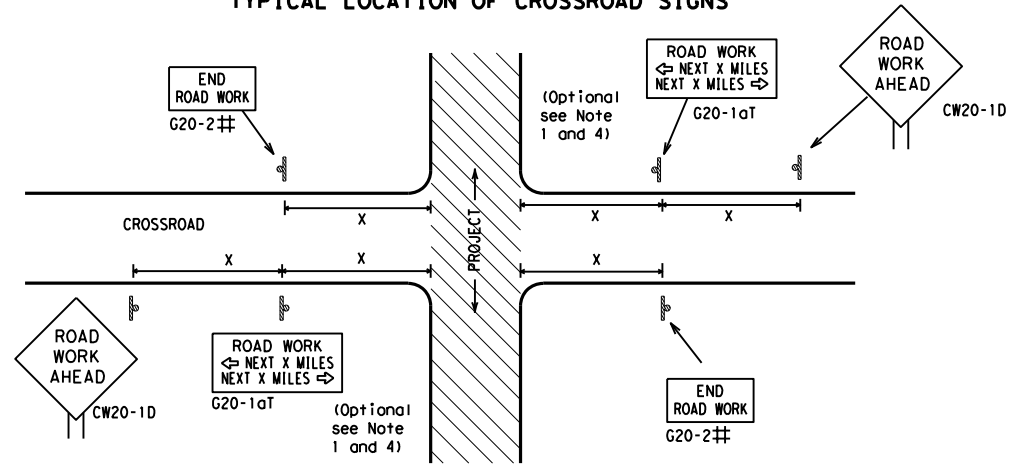 TYPICAL LOCATION OF CROSSROAD SIGNS
END
ROAD WORK
G20-2#
(Optional
see Note
1 and 4)
ROAD WORK
⇦ NEXT X MILES
NEXT X MILES ⇨
G20-1aT
ROAD
WORK
AHEAD
CW20-1D
X
X
X
CROSSROAD
PROJECT
X
X
X
ROAD
WORK
AHEAD
CW20-1D
ROAD WORK
⇦ NEXT X MILES
NEXT X MILES ⇨
G20-1aT
(Optional
see Note
1 and 4)
END
ROAD WORK
G20-2#